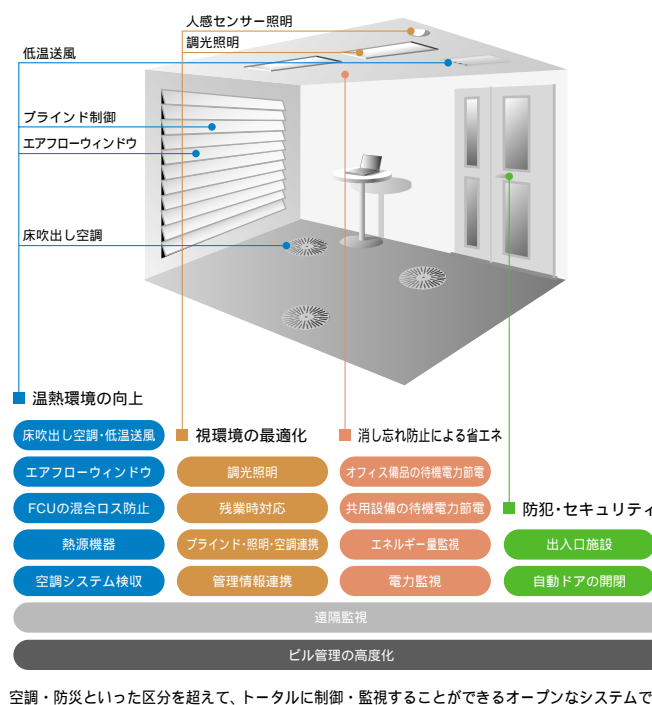 人感センサー照明
調光照明
低温送風
ブラインド制御
エアフローウィンドウ
床吹出し空調
温熱環境の向上
床吹出し空調・低温送風
エアフローウィンドウ
FCUの混合ロス防止
熱源機器
空調システム検収
視環境の最適化
調光照明
残業時対応
ブラインド・照明・空調連携
管理情報連携
消し忘れ防止による省エネ
オフィス備品の待機電力節電
共用設備の待機電力節電
エネルギー量監視
電力監視
防犯・セキュリティ
出入口施設
自動ドアの開閉
遠隔監視
ビル管理の高度化
空調・防災といった区分を超えて、トータルに制御・監視することができるオープンなシステムで